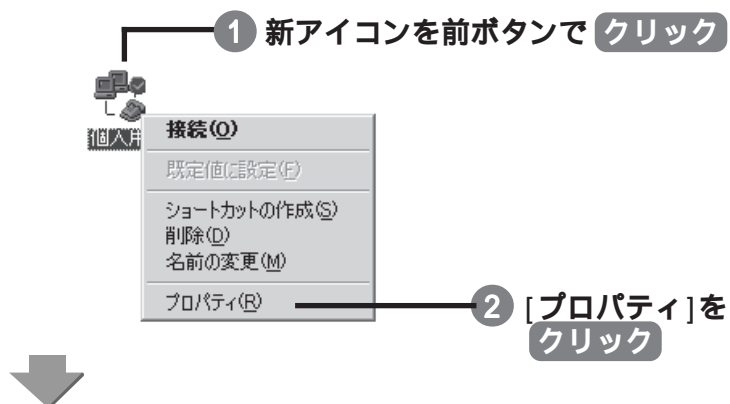 1 新アイコンを前ボタンで クリック
個人用
接続(O)
既定値に設定(F)
ショートカットの作成(S)
削除(D)
名前の変更(M)
プロパティ(R)
2 [プロパティ]を
クリック